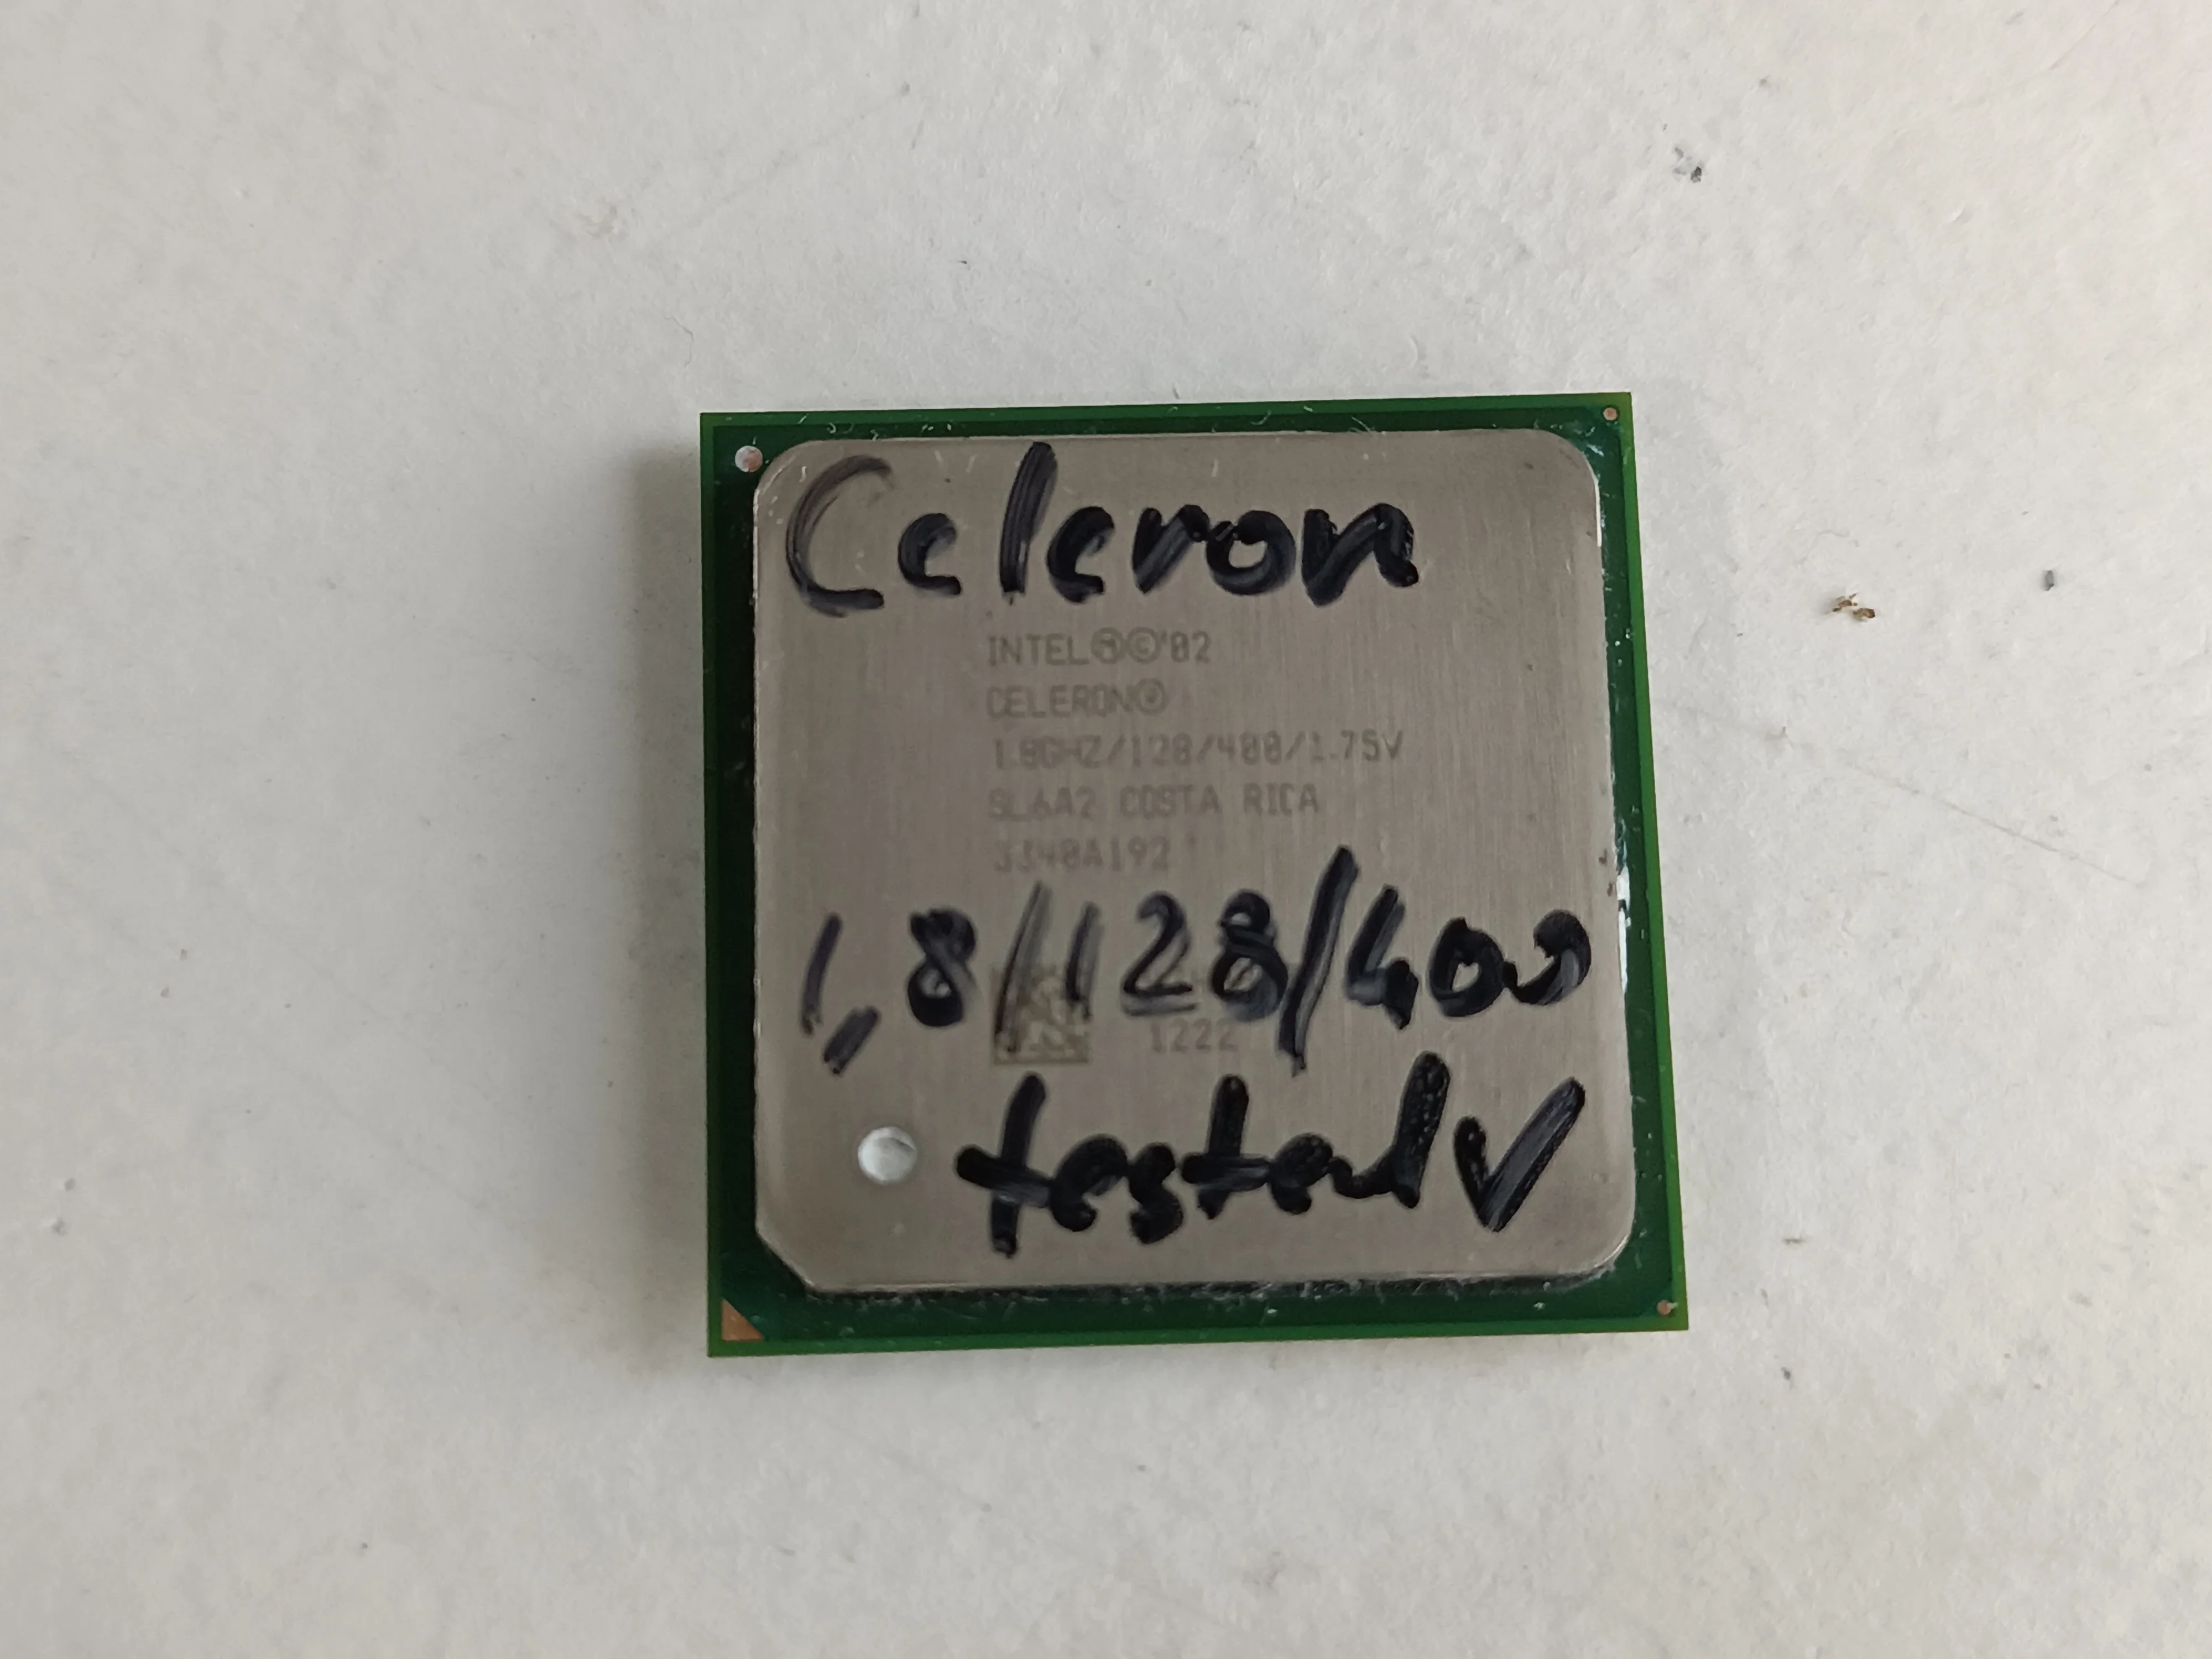 Celeron
INTEL®©'02
CELERON®
1.8GHZ/128/400/1.75V
SL6A2 COSTA RICA
3340A192
1,8/128/400
1222
tested ✓